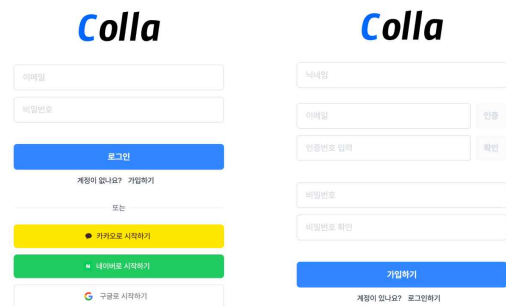 Colla
이메일
비밀번호
로그인
계정이 없나요? 가입하기
또는
카카오로 시작하기
N 네이버로 시작하기
G 구글로 시작하기
Colla
닉네임
이메일
인증
인증번호 입력
확인
비밀번호
비밀번호 확인
가입하기
계정이 있나요? 로그인하기